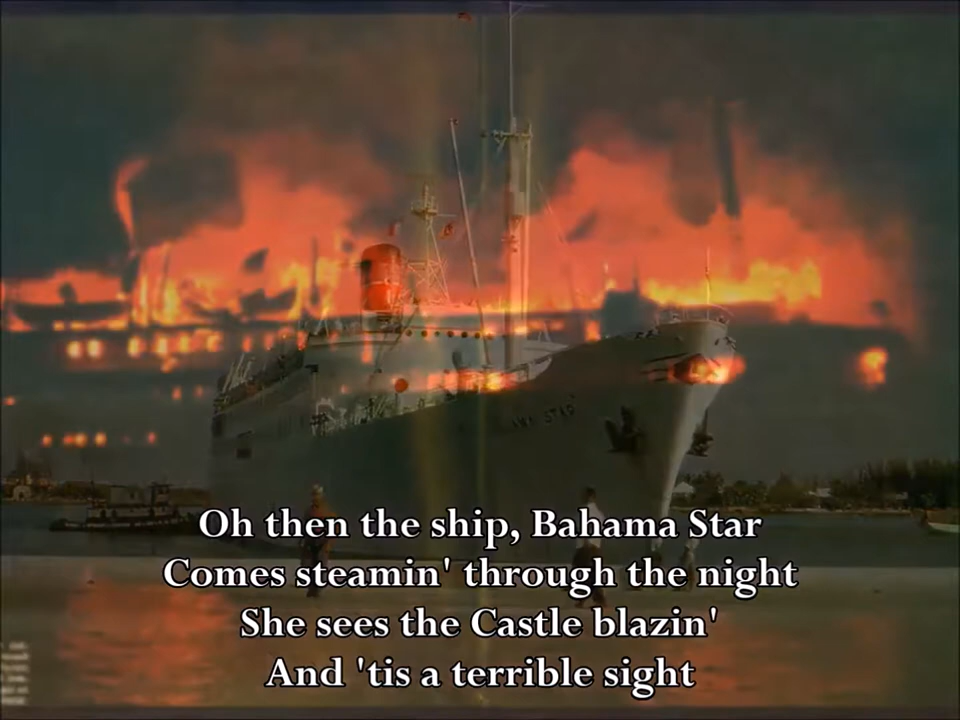 Oh then the ship, Bahama Star
Comes steamin' through the night
She sees the Castle blazin'
And 'tis a terrible sight